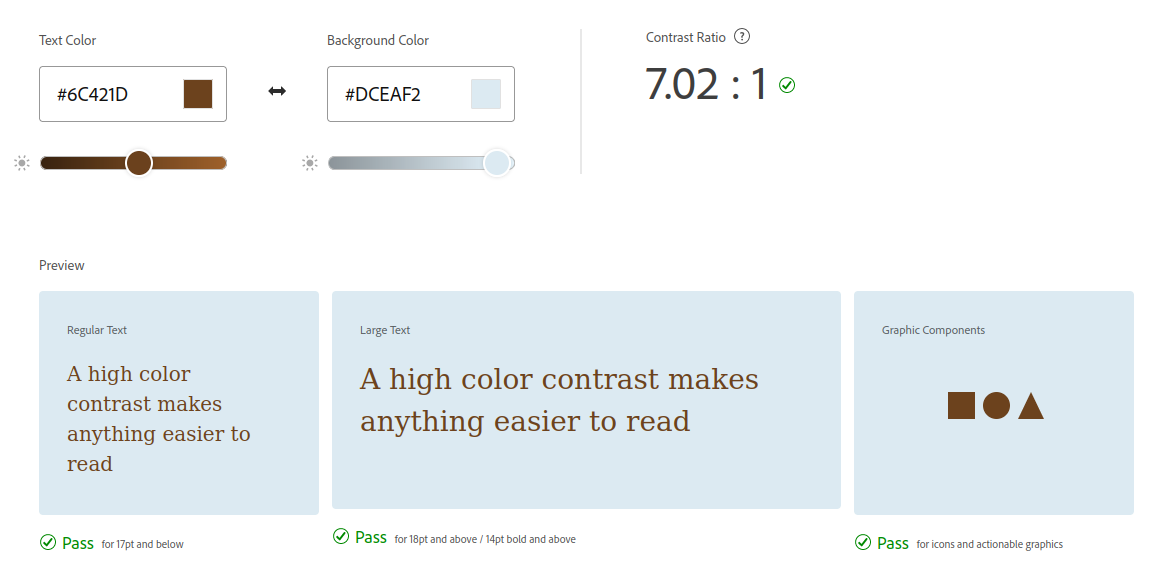 Text Color
Background Color
Contrast Ratio ?
#6C421D
#DCEAF2
7.02 : 1
Preview
Regular Text
A high color
contrast makes
anything easier to
read
Pass for 17pt and below
Large Text
A high color contrast makes
anything easier to read
Pass for 18pt and above / 14pt bold and above
Graphic Components
Pass for icons and actionable graphics